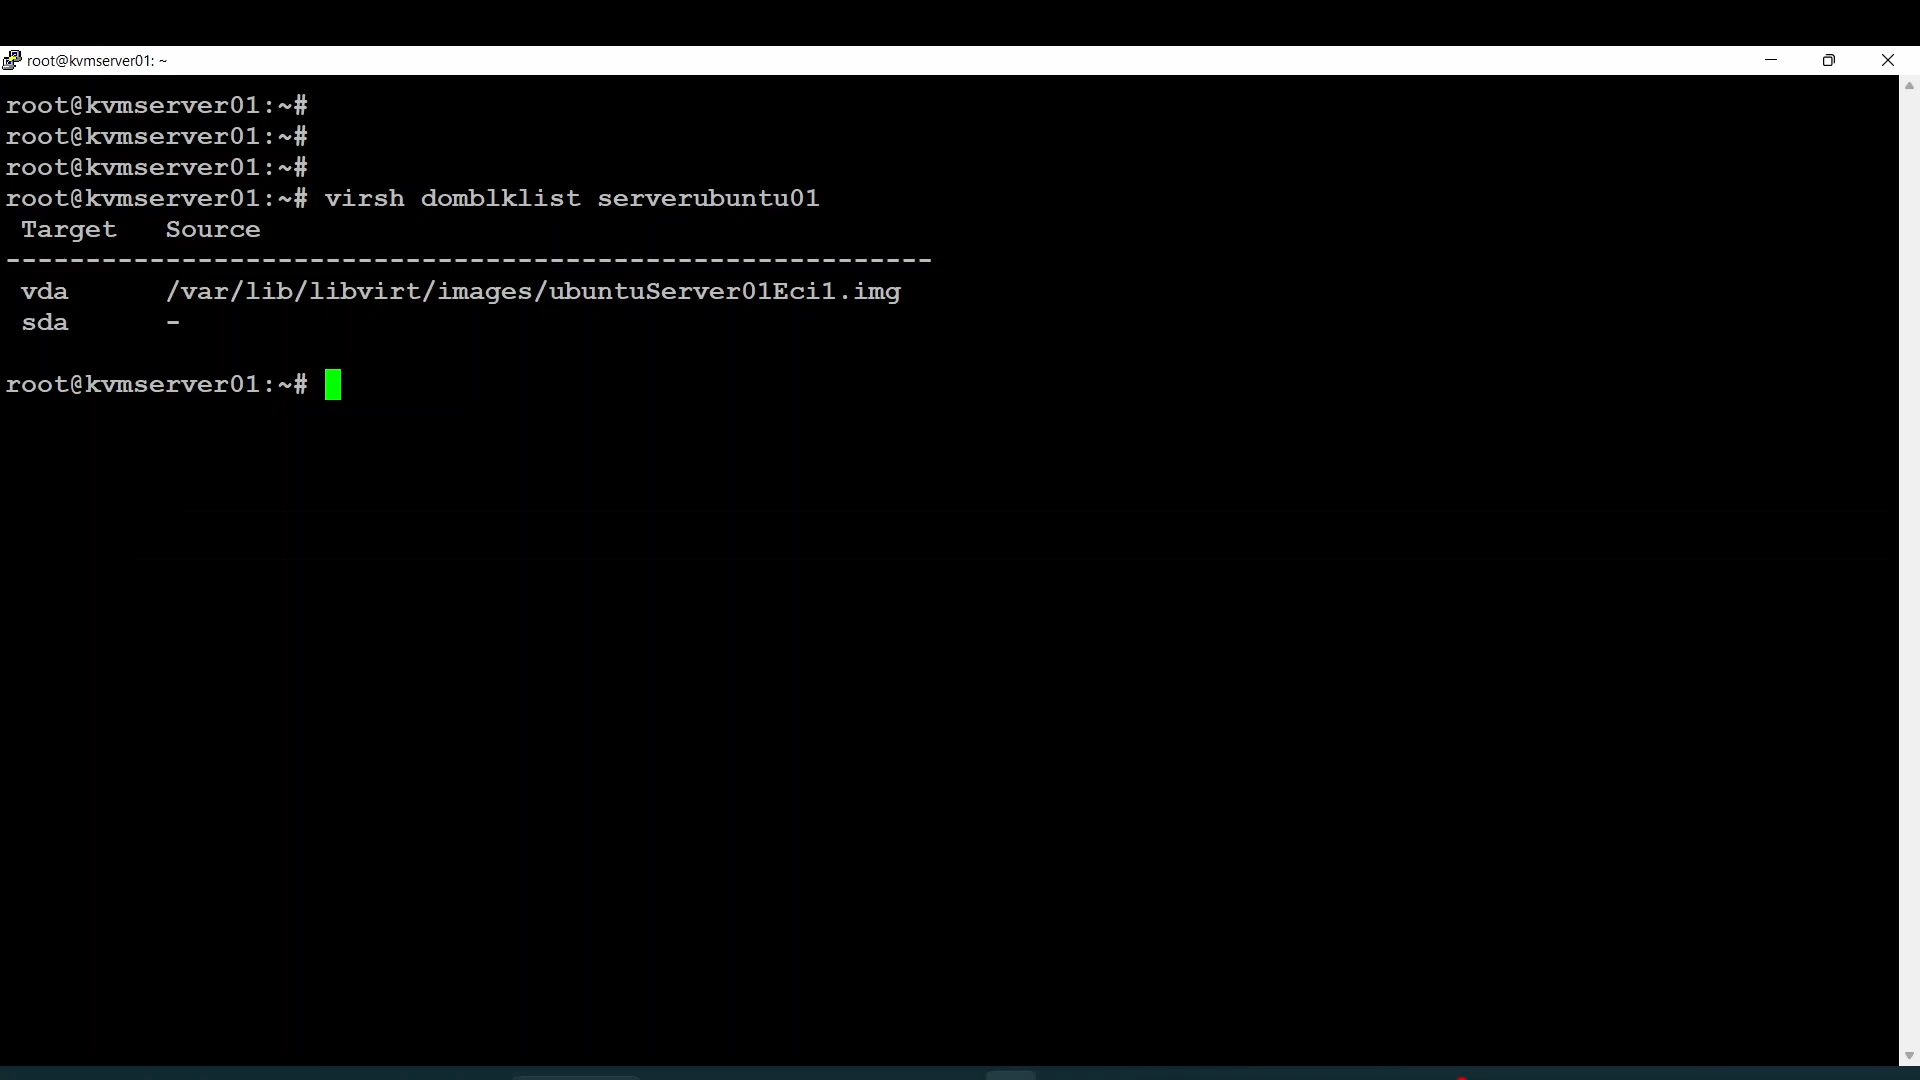 root@kvmserver01: ~
root@kvmserver01:~#
root@kvmserver01:~#
root@kvmserver01:~#
root@kvmserver01:~# virsh domblklist serverubuntu01
Target   Source
----------------------------------------------------------
vda      /var/lib/libvirt/images/ubuntuServer01Eci1.img
sda      -
root@kvmserver01:~#